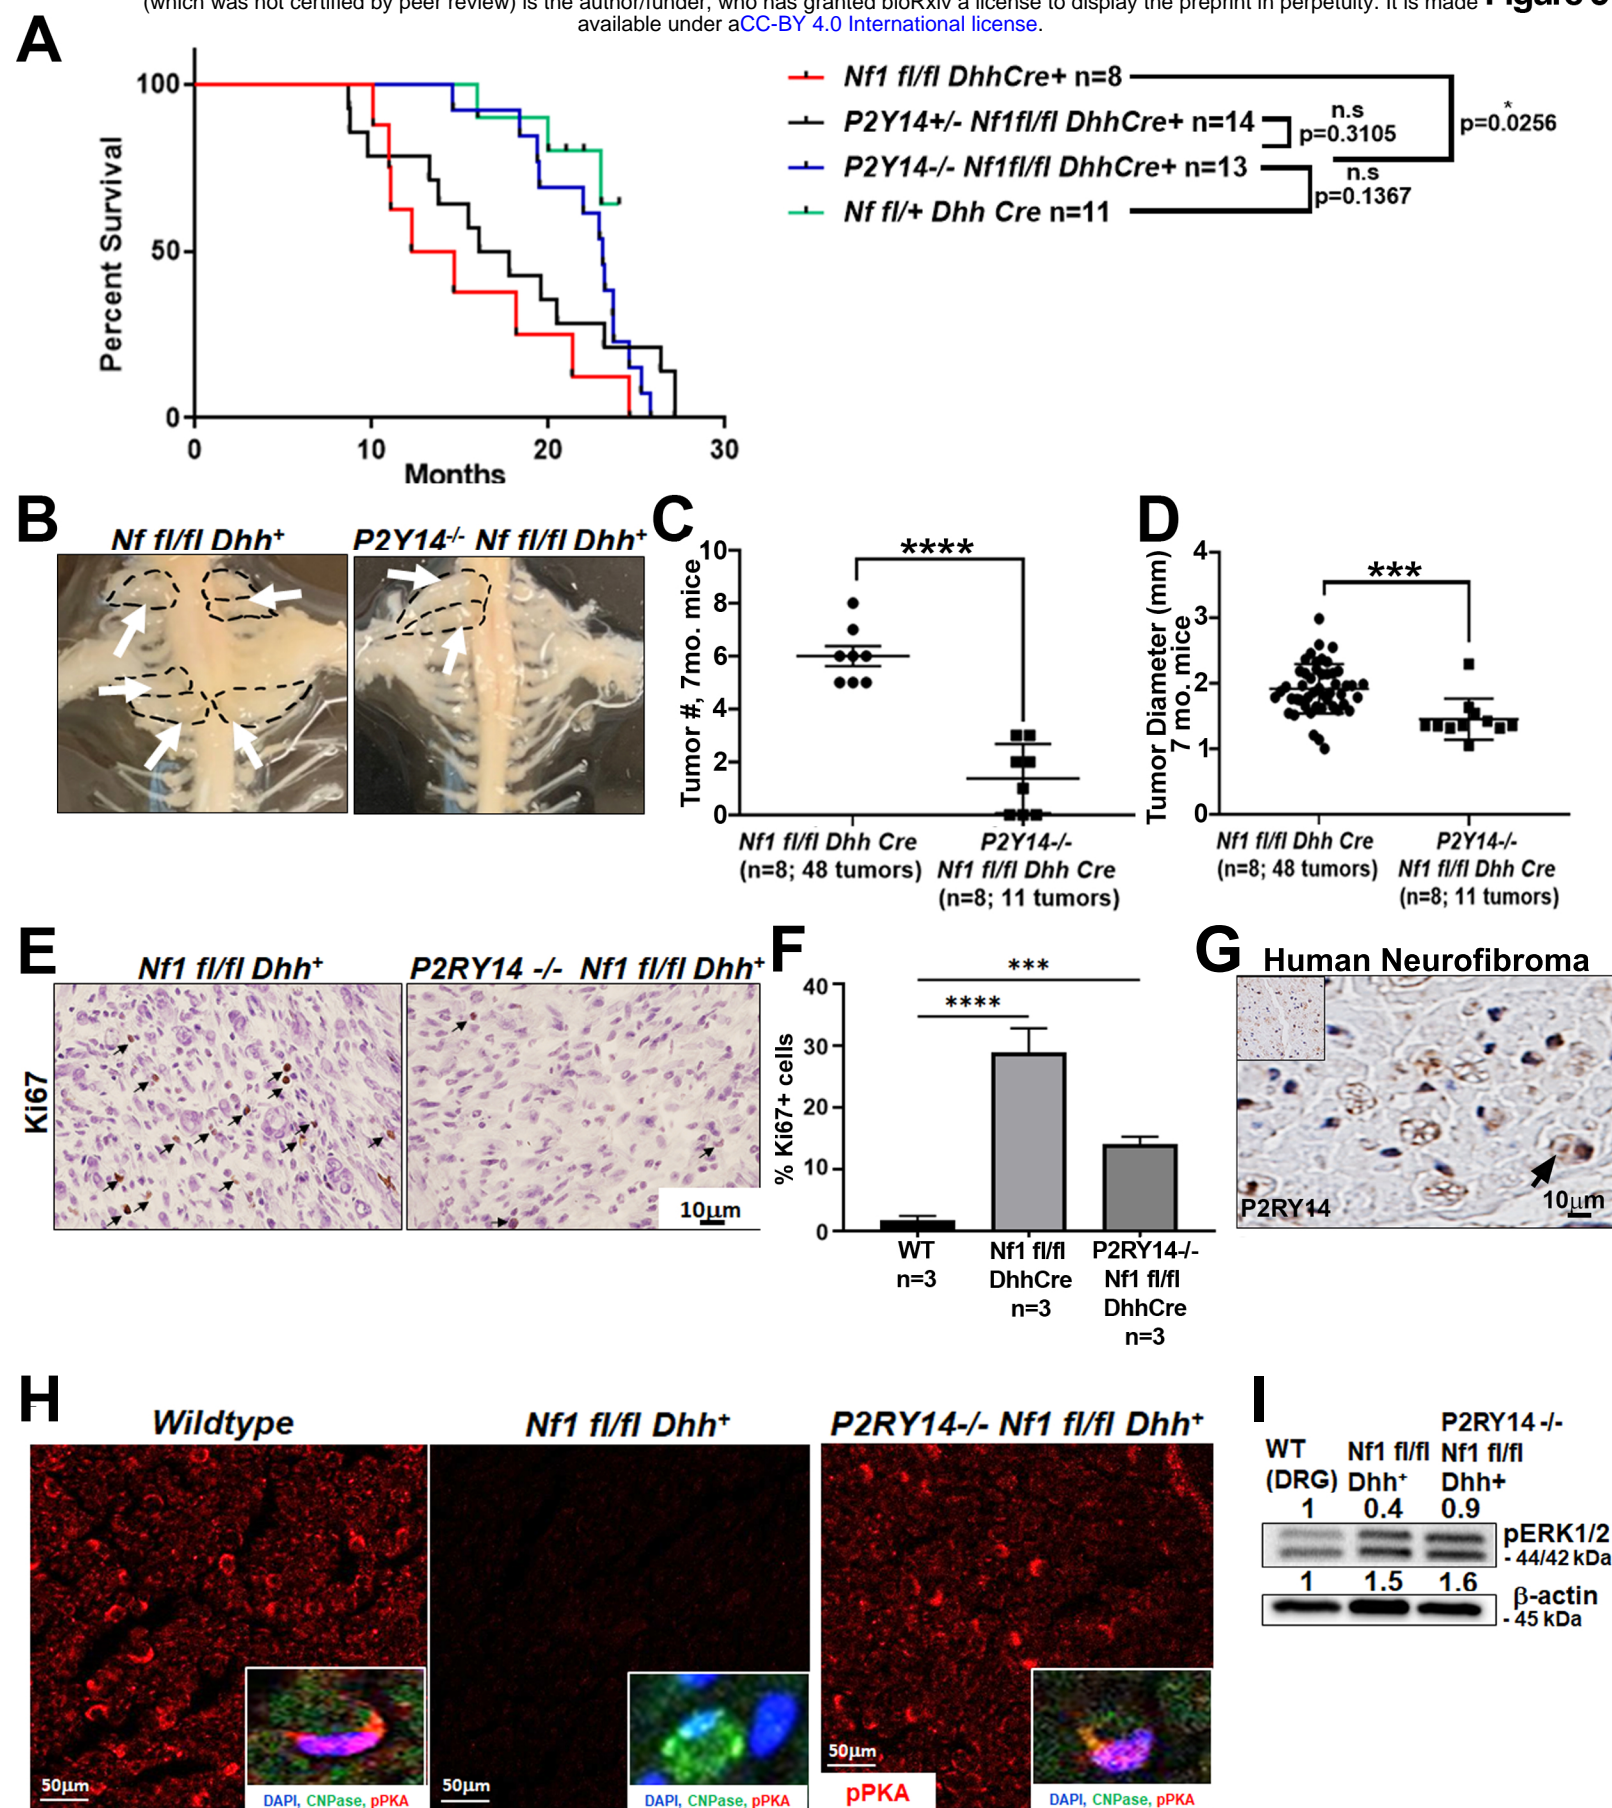 (which was not certified by peer review) is the author/funder, who has granted bioRxiv a license to display the preprint in perpetuity. It is made
available under aCC-BY 4.0 International license.
A
Percent Survival
100
50
0
0 10 20 30
Months
Nf1 fl/fl DhhCre+ n=8
P2Y14+/- Nf1fl/fl DhhCre+ n=14
P2Y14-/- Nf1fl/fl DhhCre+ n=13
Nf fl/+ Dhh Cre n=11
n.s
p=0.3105
*
p=0.0256
n.s
p=0.1367
B
Nf fl/fl Dhh+
P2Y14-/- Nf fl/fl Dhh+
C
Tumor #, 7mo. mice
10
8
6
4
2
0
****
Nf1 fl/fl Dhh Cre
(n=8; 48 tumors)
P2Y14-/-
Nf1 fl/fl Dhh Cre
(n=8; 11 tumors)
D
Tumor Diameter (mm)
7 mo. mice
4
3
2
1
0
***
Nf1 fl/fl Dhh Cre
(n=8; 48 tumors)
P2Y14-/-
Nf1 fl/fl Dhh Cre
(n=8; 11 tumors)
E
Nf1 fl/fl Dhh+
P2RY14 -/- Nf1 fl/fl Dhh+
Ki67
10μm
F
% Ki67+ cells
40
30
20
10
0
***
****
WT
n=3
Nf1 fl/fl
DhhCre
n=3
P2RY14-/-
Nf1 fl/fl
DhhCre
n=3
G
Human Neurofibroma
P2RY14
10μm
H
Wildtype
Nf1 fl/fl Dhh+
P2RY14-/- Nf1 fl/fl Dhh+
50μm
DAPI, CNPase, pPKA
50μm
DAPI, CNPase, pPKA
50μm
pPKA
DAPI, CNPase, pPKA
I
WT
(DRG)
Nf1 fl/fl
Dhh+
P2RY14 -/-
Nf1 fl/fl
Dhh+
1 0.4 0.9
pERK1/2
- 44/42 kDa
1 1.5 1.6
β-actin
- 45 kDa